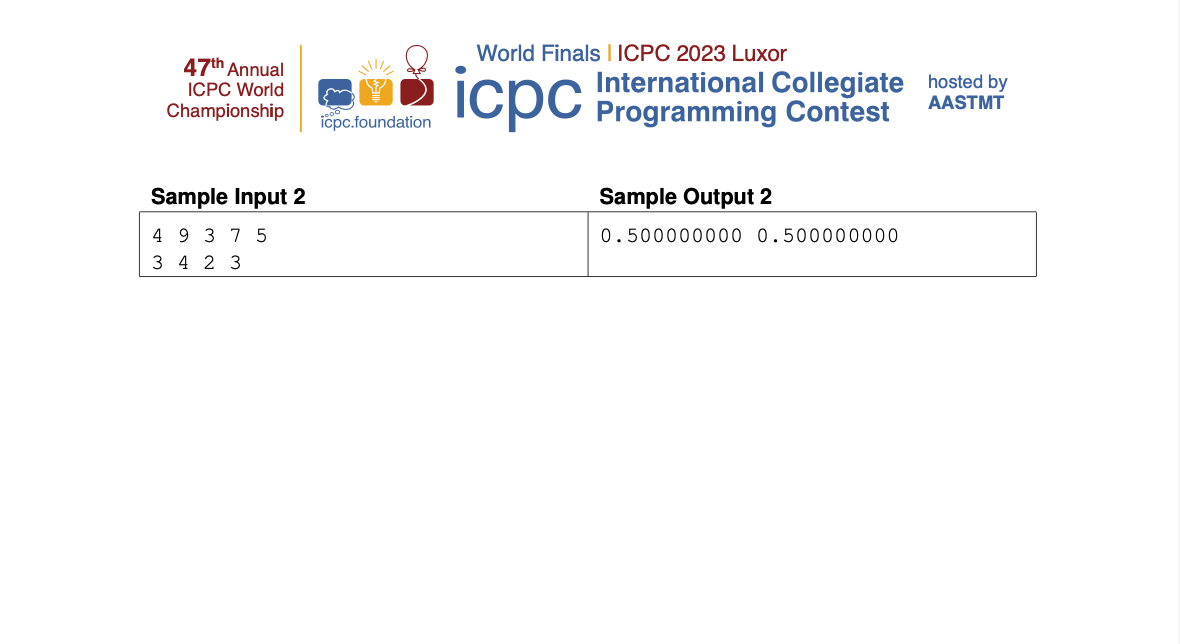 47th Annual
ICPC World
Championship
icpc.foundation
World Finals | ICPC 2023 Luxor
icpc
International Collegiate
Programming Contest
hosted by
AASTMT
Sample Input 2
Sample Output 2
4 9 3 7 5
3 4 2 3
0.500000000 0.500000000